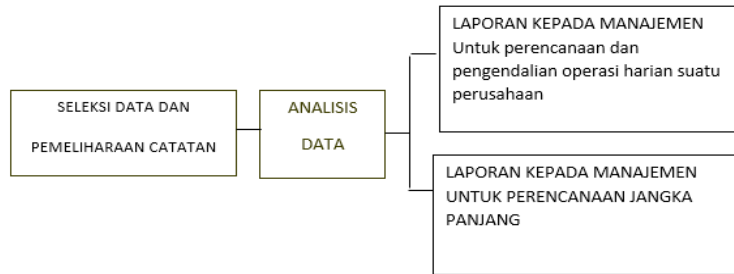 SELEKSI DATA DAN
PEMELIHARAAN CATATAN
ANALISIS
DATA
LAPORAN KEPADA MANAJEMEN
Untuk perencanaan dan
pengendalian operasi harian suatu
perusahaan
LAPORAN KEPADA MANAJEMEN
UNTUK PERENCANAAN JANGKA
PANJANG